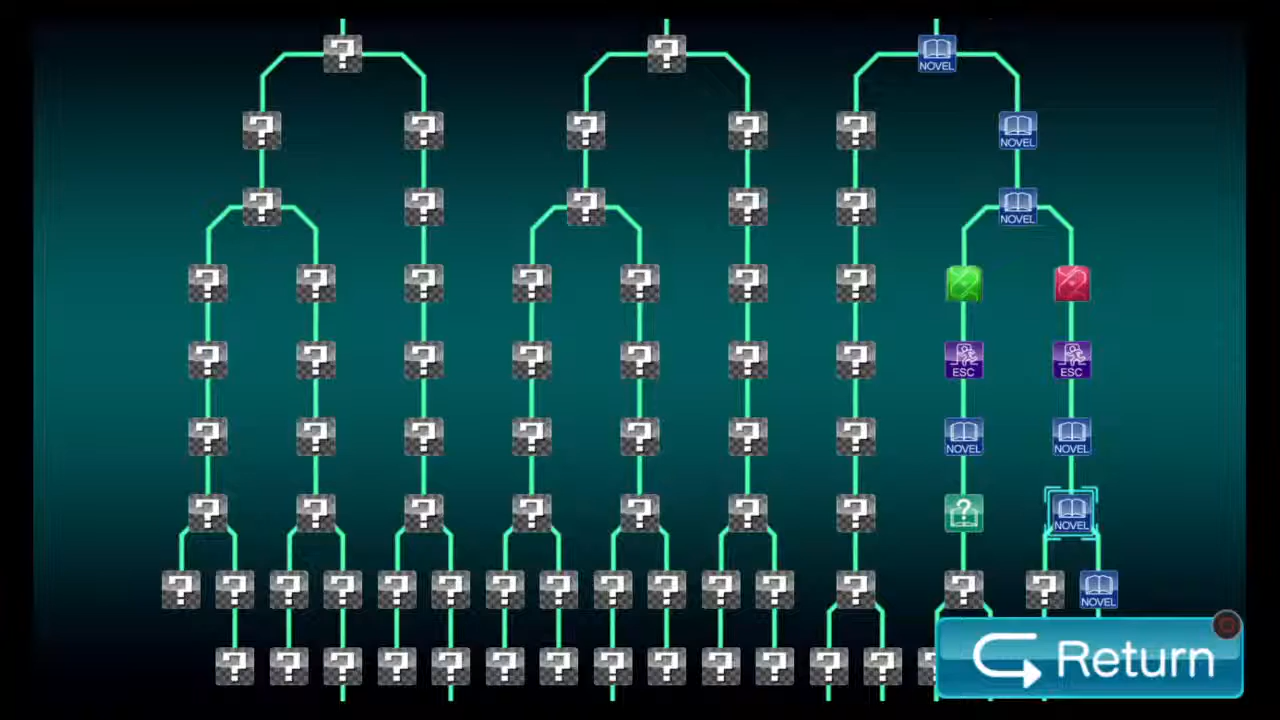 ? ? NOVEL
? ? ? ? ? NOVEL
? ? ? ? ? NOVEL
? ? ? ? ? ? ?
? ? ? ? ? ? ? ESC ESC
? ? ? ? ? ? ? NOVEL NOVEL
? ? ? ? ? ? ? ? NOVEL
? ? ? ? ? ? ? ? ? ? ? ? ? ? ? NOVEL
? ? ? ? ? ? ? ? ? ? ? ? ? ?
Return